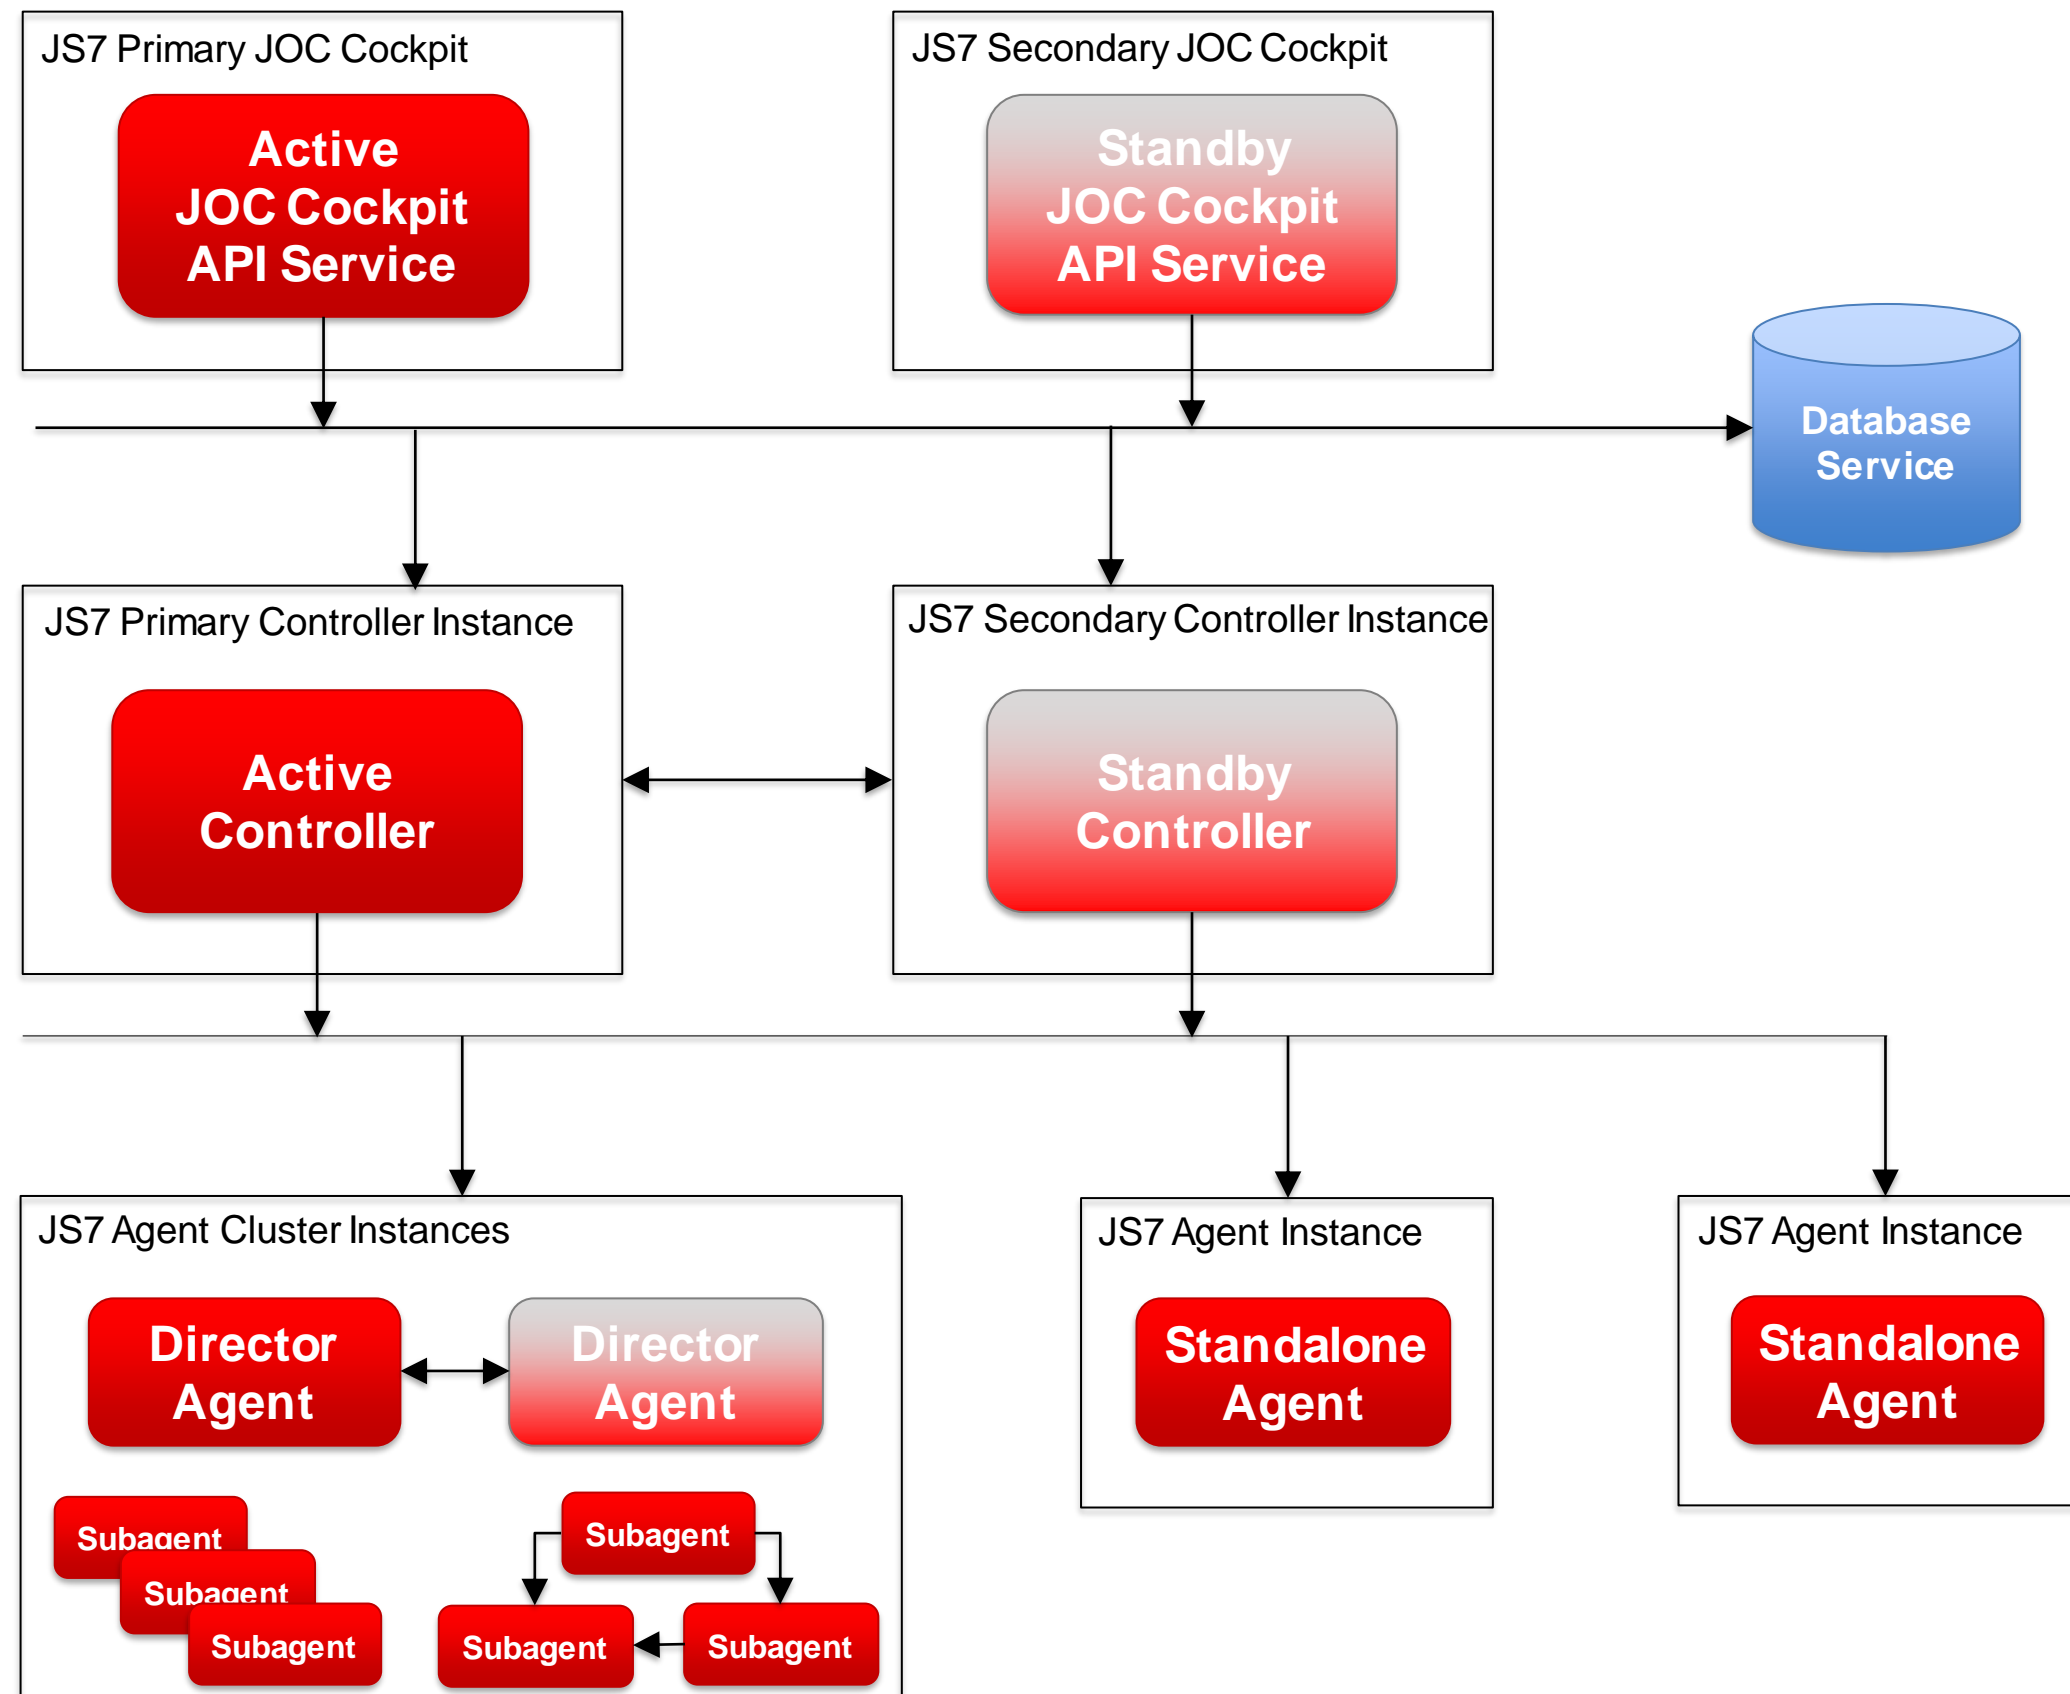 JS7 Primary JOC Cockpit
Active
JOC Cockpit
API Service
JS7 Secondary JOC Cockpit
Standby
JOC Cockpit
API Service
Database
Service
JS7 Primary Controller Instance
Active
Controller
JS7 Secondary Controller Instance
Standby
Controller
JS7 Agent Cluster Instances
Director
Agent
Director
Agent
Subagent
Subagent
Subagent
Subagent
Subagent
Subagent
JS7 Agent Instance
Standalone
Agent
JS7 Agent Instance
Standalone
Agent